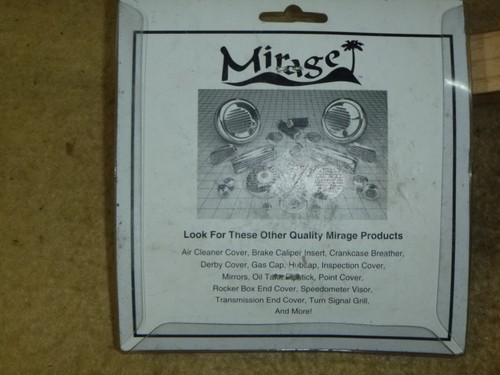 Mirage
Look For These Other Quality Mirage Products
Air Cleaner Cover, Brake Caliper Insert, Crankcase Breather,
Derby Cover, Gas Cap, Hubcap, Inspection Cover,
Mirrors, Oil Tank Dipstick, Point Cover,
Rocker Box End Cover, Speedometer Visor,
Transmission End Cover, Turn Signal Grill,
And More!